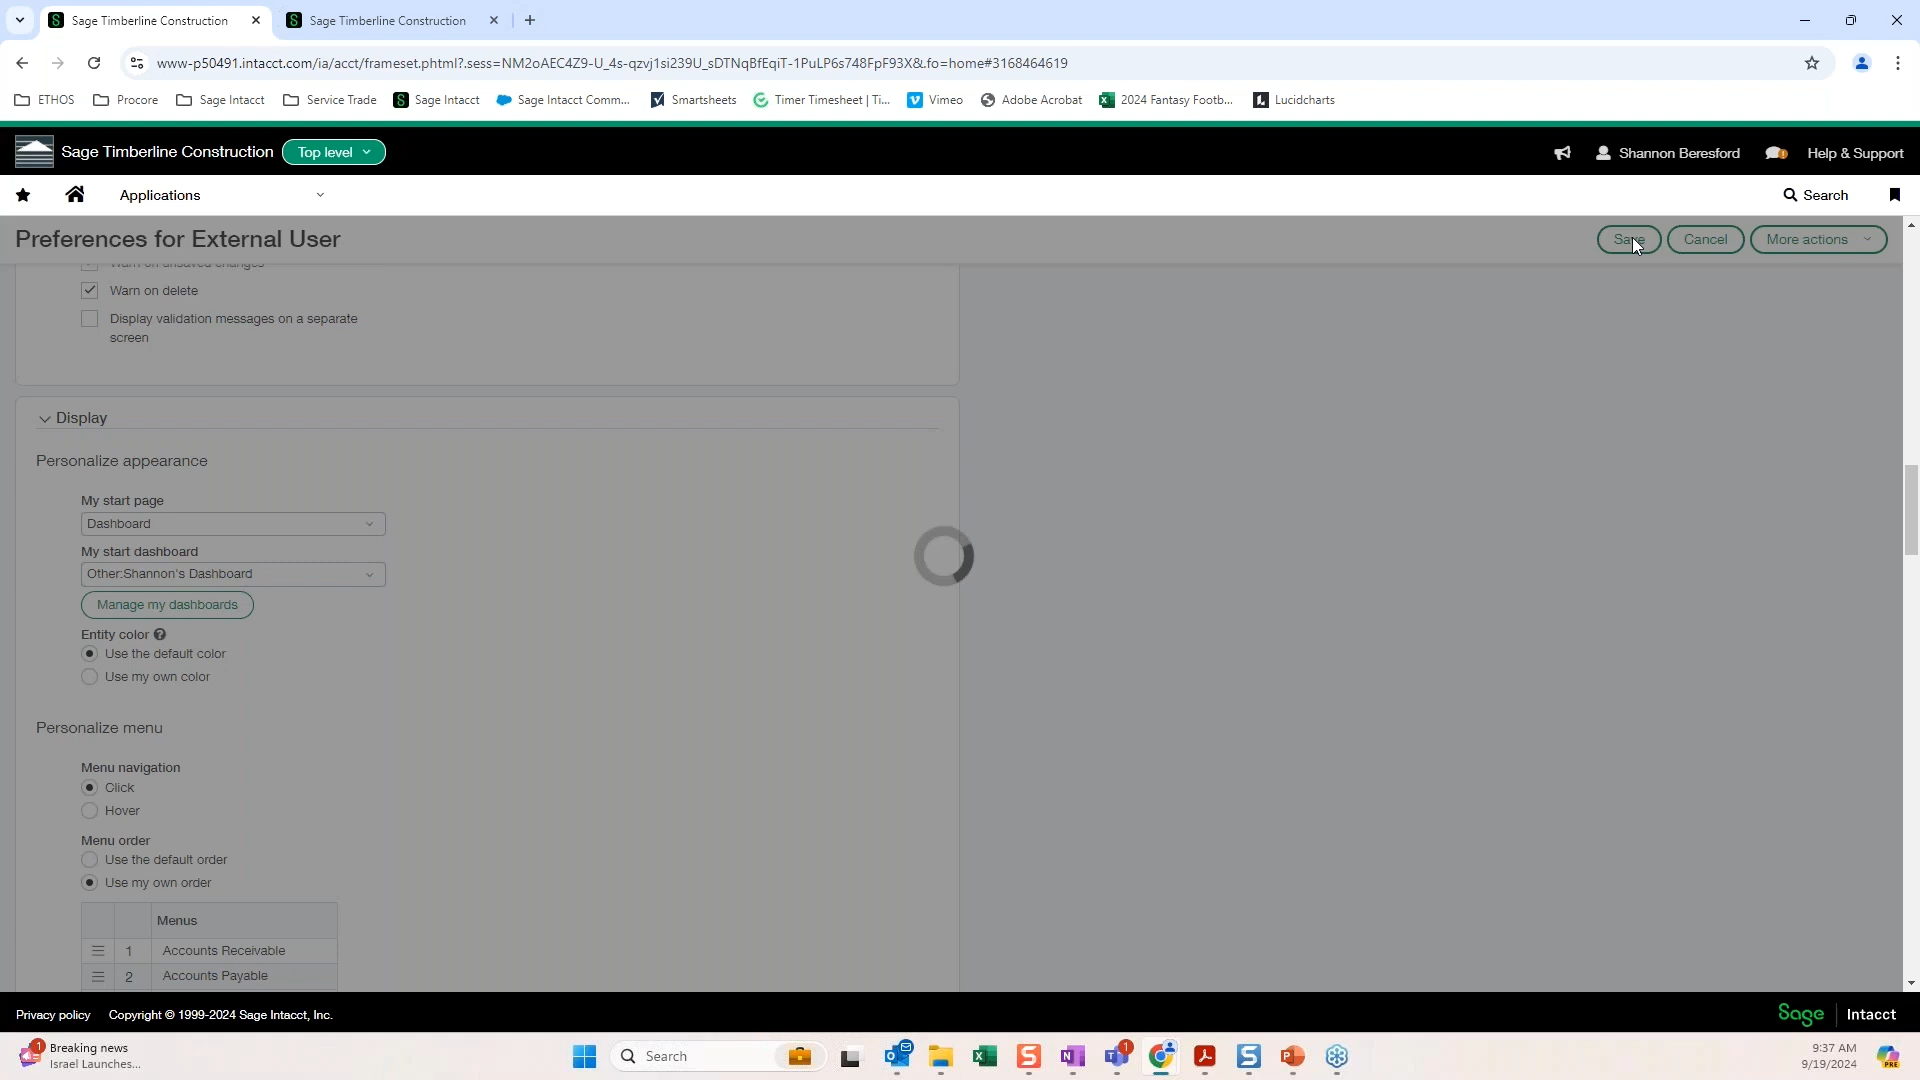 Sage Timberline Construction
Sage Timberline Construction
www-p50491.intacct.com/ia/acct/frameset.phtml?.sess=NM2oAEC4Z9-U_4s-qzvj1si239U_sDTNqBfEqiT-1PuLP6s748FpF93X&.fo=home#3168464619
ETHOS Procore Sage Intacct Service Trade Sage Intacct Sage Intacct Comm... Smartsheets Timer Timesheet | Ti... Vimeo Adobe Acrobat 2024 Fantasy Footb... Lucidcharts
Sage Timberline Construction Top level Shannon Beresford Help & Support
Applications Search
Preferences for External User Save Cancel More actions
Warn on unsaved changes
Warn on delete
Display validation messages on a separate
screen
Display
Personalize appearance
My start page
Dashboard
My start dashboard
Other:Shannon's Dashboard
Manage my dashboards
Entity color ?
Use the default color
Use my own color
Personalize menu
Menu navigation
Click
Hover
Menu order
Use the default order
Use my own order
Menus
1 Accounts Receivable
2 Accounts Payable
Privacy policy Copyright © 1999-2024 Sage Intacct, Inc. Sage Intacct
1 Breaking news
Israel Launches...
Search
1
9:37 AM
9/19/2024
PRE